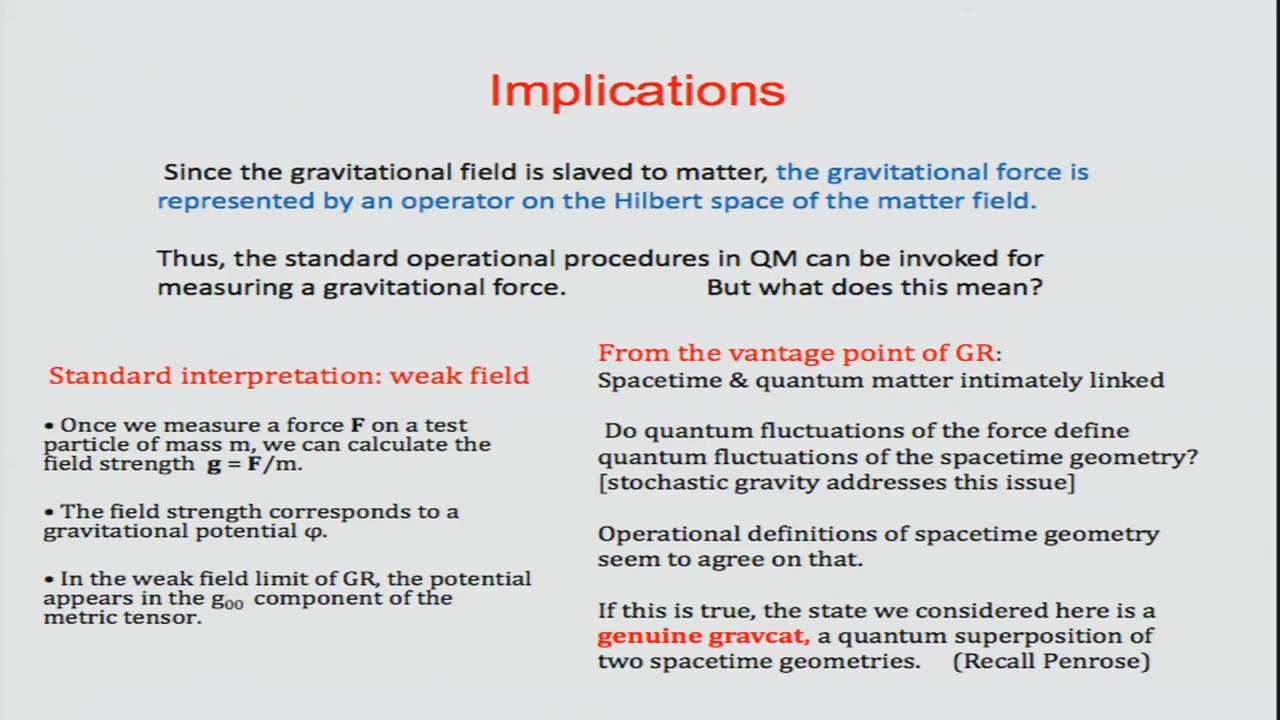 Implications
Since the gravitational field is slaved to matter, the gravitational force is
represented by an operator on the Hilbert space of the matter field.
Thus, the standard operational procedures in QM can be invoked for
measuring a gravitational force. But what does this mean?
Standard interpretation: weak field
• Once we measure a force F on a test
particle of mass m, we can calculate the
field strength g = F/m.
• The field strength corresponds to a
gravitational potential φ.
• In the weak field limit of GR, the potential
appears in the g₀₀ component of the
metric tensor.
From the vantage point of GR:
Spacetime & quantum matter intimately linked
Do quantum fluctuations of the force define
quantum fluctuations of the spacetime geometry?
[stochastic gravity addresses this issue]
Operational definitions of spacetime geometry
seem to agree on that.
If this is true, the state we considered here is a
genuine gravcat, a quantum superposition of
two spacetime geometries. (Recall Penrose)